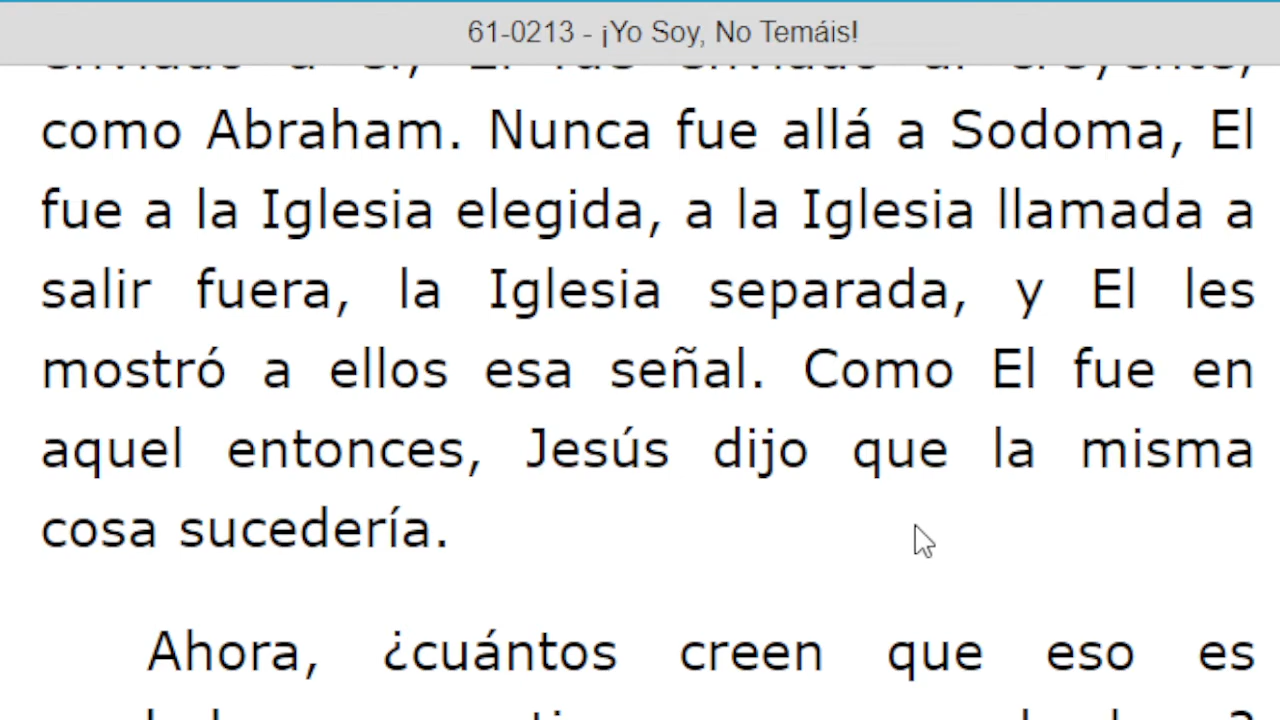 61-0213 - ¡Yo Soy, No Temáis!
como Abraham. Nunca fue allá a Sodoma, El
fue a la Iglesia elegida, a la Iglesia llamada a
salir fuera, la Iglesia separada, y El les
mostró a ellos esa señal. Como El fue en
aquel entonces, Jesús dijo que la misma
cosa sucedería.
Ahora, ¿cuántos creen que eso es